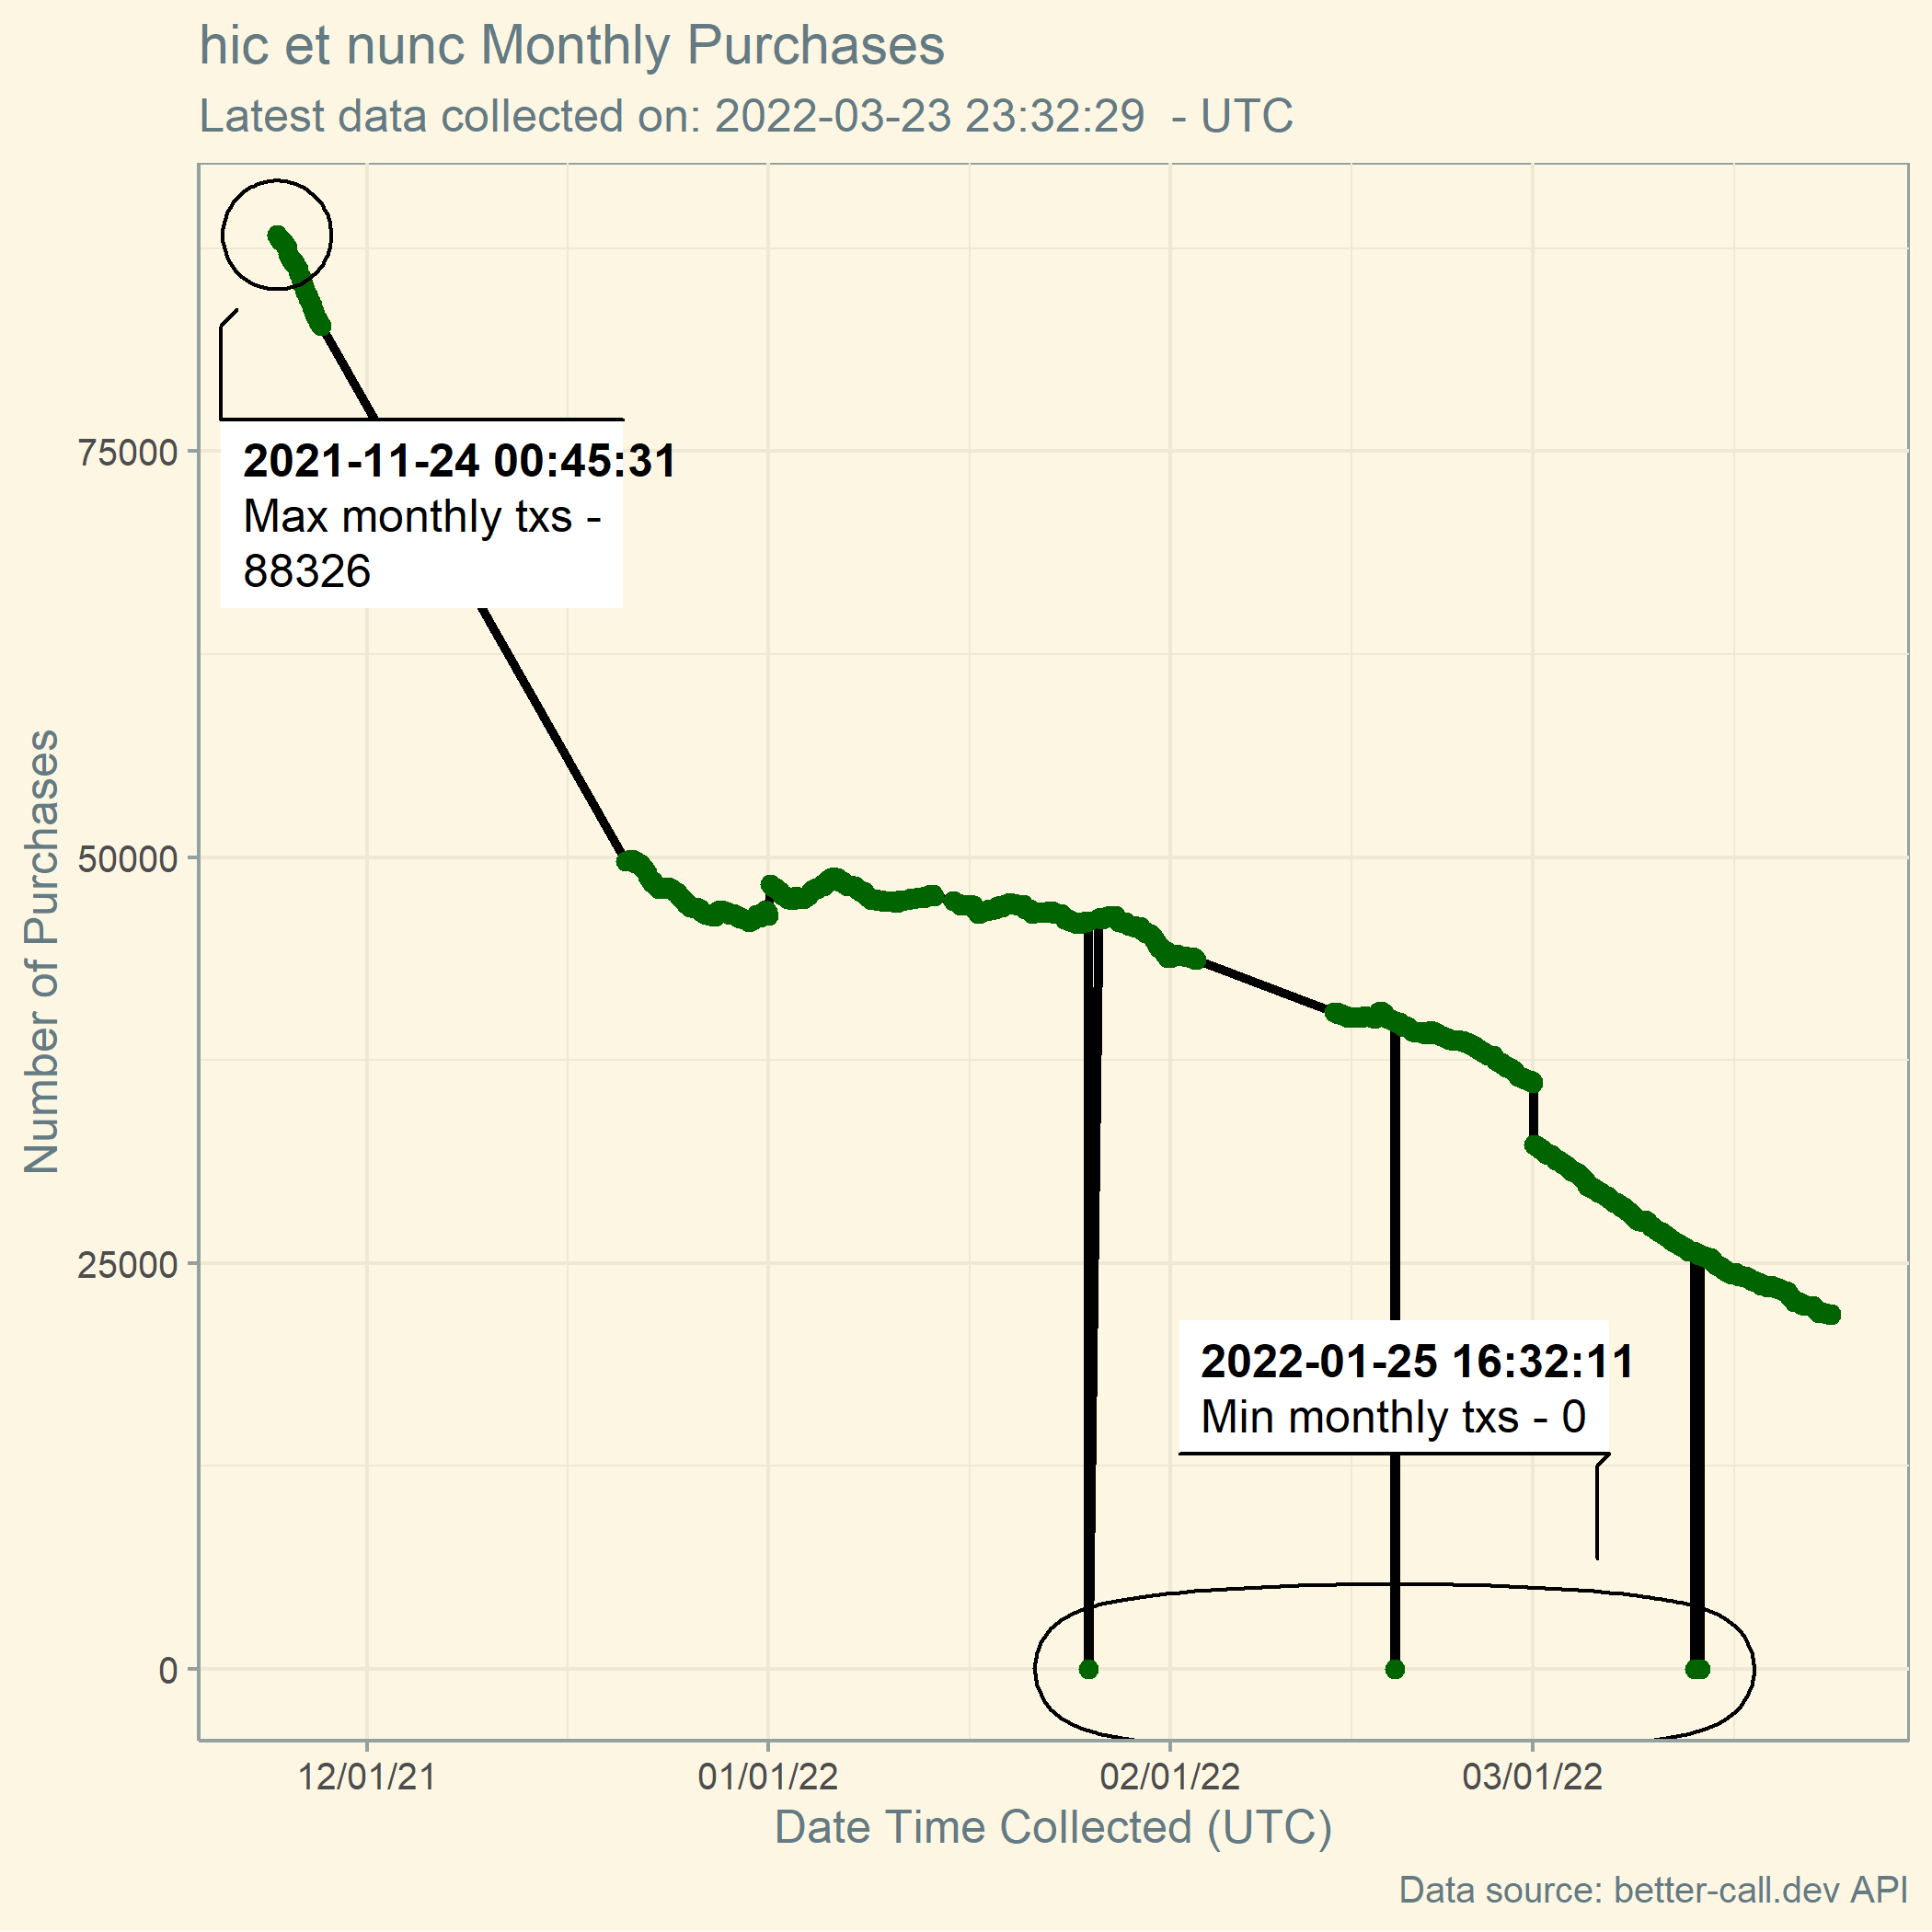 hic et nunc Monthly Purchases
Latest data collected on: 2022-03-23 23:32:29  - UTC
Number of Purchases
75000
50000
25000
0
2021-11-24 00:45:31
Max monthly txs -
88326
2022-01-25 16:32:11
Min monthly txs - 0
12/01/21
01/01/22
02/01/22
03/01/22
Date Time Collected (UTC)
Data source: better-call.dev API